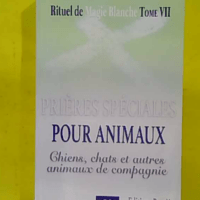 Rituel de Magie Blanche Tome VII
PRIÈRES SPÉCIALES
POUR ANIMAUX
Chiens, chats et autres
animaux de compagnie